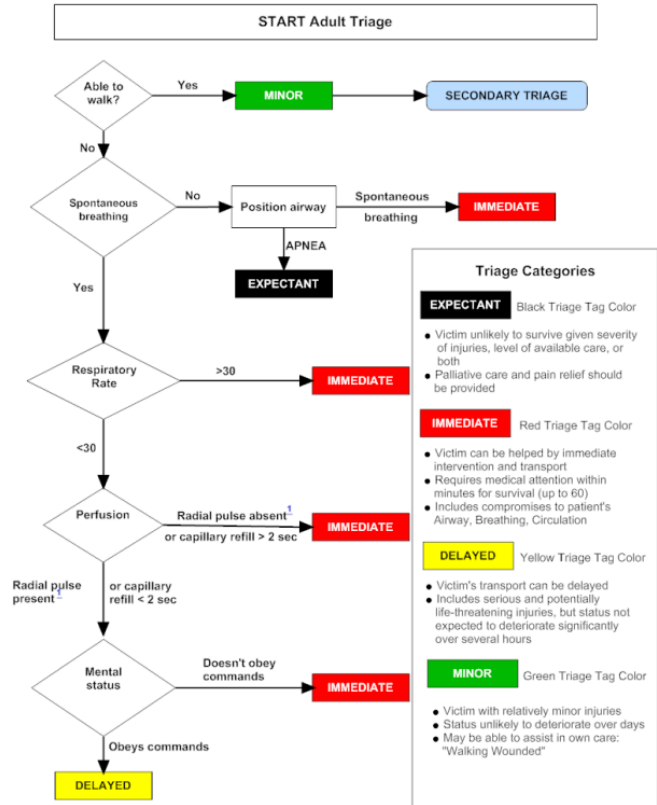 START Adult Triage
Able to
walk?
Yes
MINOR
SECONDARY TRIAGE
No
Spontaneous
breathing
No
Position airway
Spontaneous
breathing
IMMEDIATE
APNEA
EXPECTANT
Yes
Respiratory
Rate
>30
IMMEDIATE
<30
Perfusion
Radial pulse absent1
or capillary refill > 2 sec
IMMEDIATE
Radial pulse
present1
or capillary
refill < 2 sec
Mental
status
Doesn't obey
commands
IMMEDIATE
Obeys commands
DELAYED
Triage Categories
EXPECTANT Black Triage Tag Color
● Victim unlikely to survive given severity
of injuries, level of available care, or
both
● Palliative care and pain relief should
be provided
IMMEDIATE Red Triage Tag Color
● Victim can be helped by immediate
intervention and transport
● Requires medical attention within
minutes for survival (up to 60)
● Includes compromises to patient's
Airway, Breathing, Circulation
DELAYED Yellow Triage Tag Color
● Victim's transport can be delayed
● Includes serious and potentially
life-threatening injuries, but status not
expected to deteriorate significantly
over several hours
MINOR Green Triage Tag Color
● Victim with relatively minor injuries
● Status unlikely to deteriorate over days
● May be able to assist in own care:
"Walking Wounded"